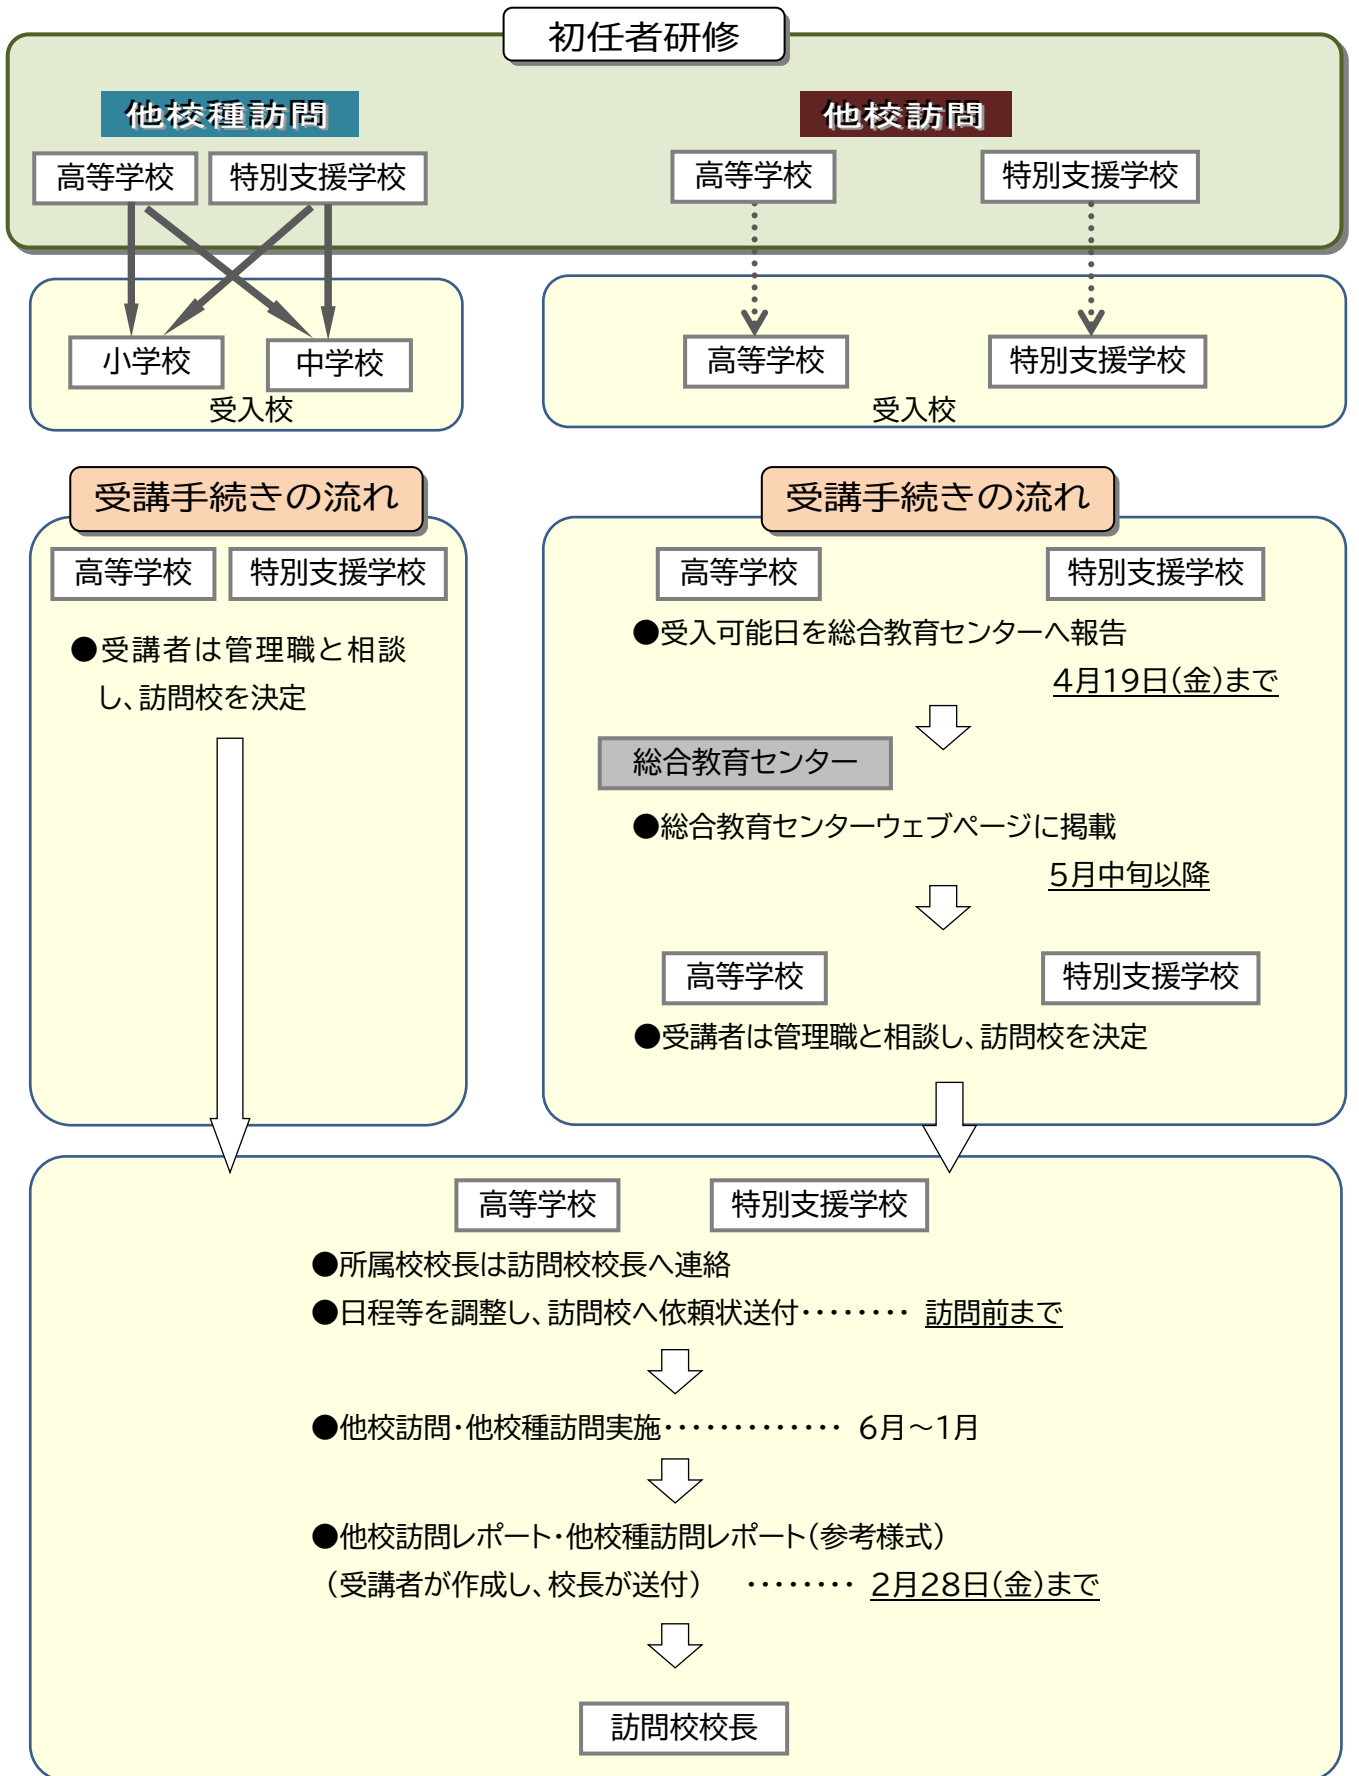 初任者研修
他校種訪問
高等学校
特別支援学校
小学校
中学校
受入校
他校訪問
高等学校
特別支援学校
高等学校
特別支援学校
受入校
受講手続きの流れ
高等学校
特別支援学校
●受講者は管理職と相談
し、訪問校を決定
受講手続きの流れ
高等学校
特別支援学校
●受入可能日を総合教育センターへ報告
4月19日(金)まで
総合教育センター
●総合教育センターウェブページに掲載
5月中旬以降
高等学校
特別支援学校
●受講者は管理職と相談し、訪問校を決定
高等学校
特別支援学校
●所属校校長は訪問校校長へ連絡
●日程等を調整し、訪問校へ依頼状送付・・・・・・・・ 訪問前まで
●他校訪問・他校種訪問実施・・・・・・・・・・・・・ 6月～1月
●他校訪問レポート・他校種訪問レポート(参考様式)
(受講者が作成し、校長が送付) ・・・・・・・・ 2月28日(金)まで
訪問校校長